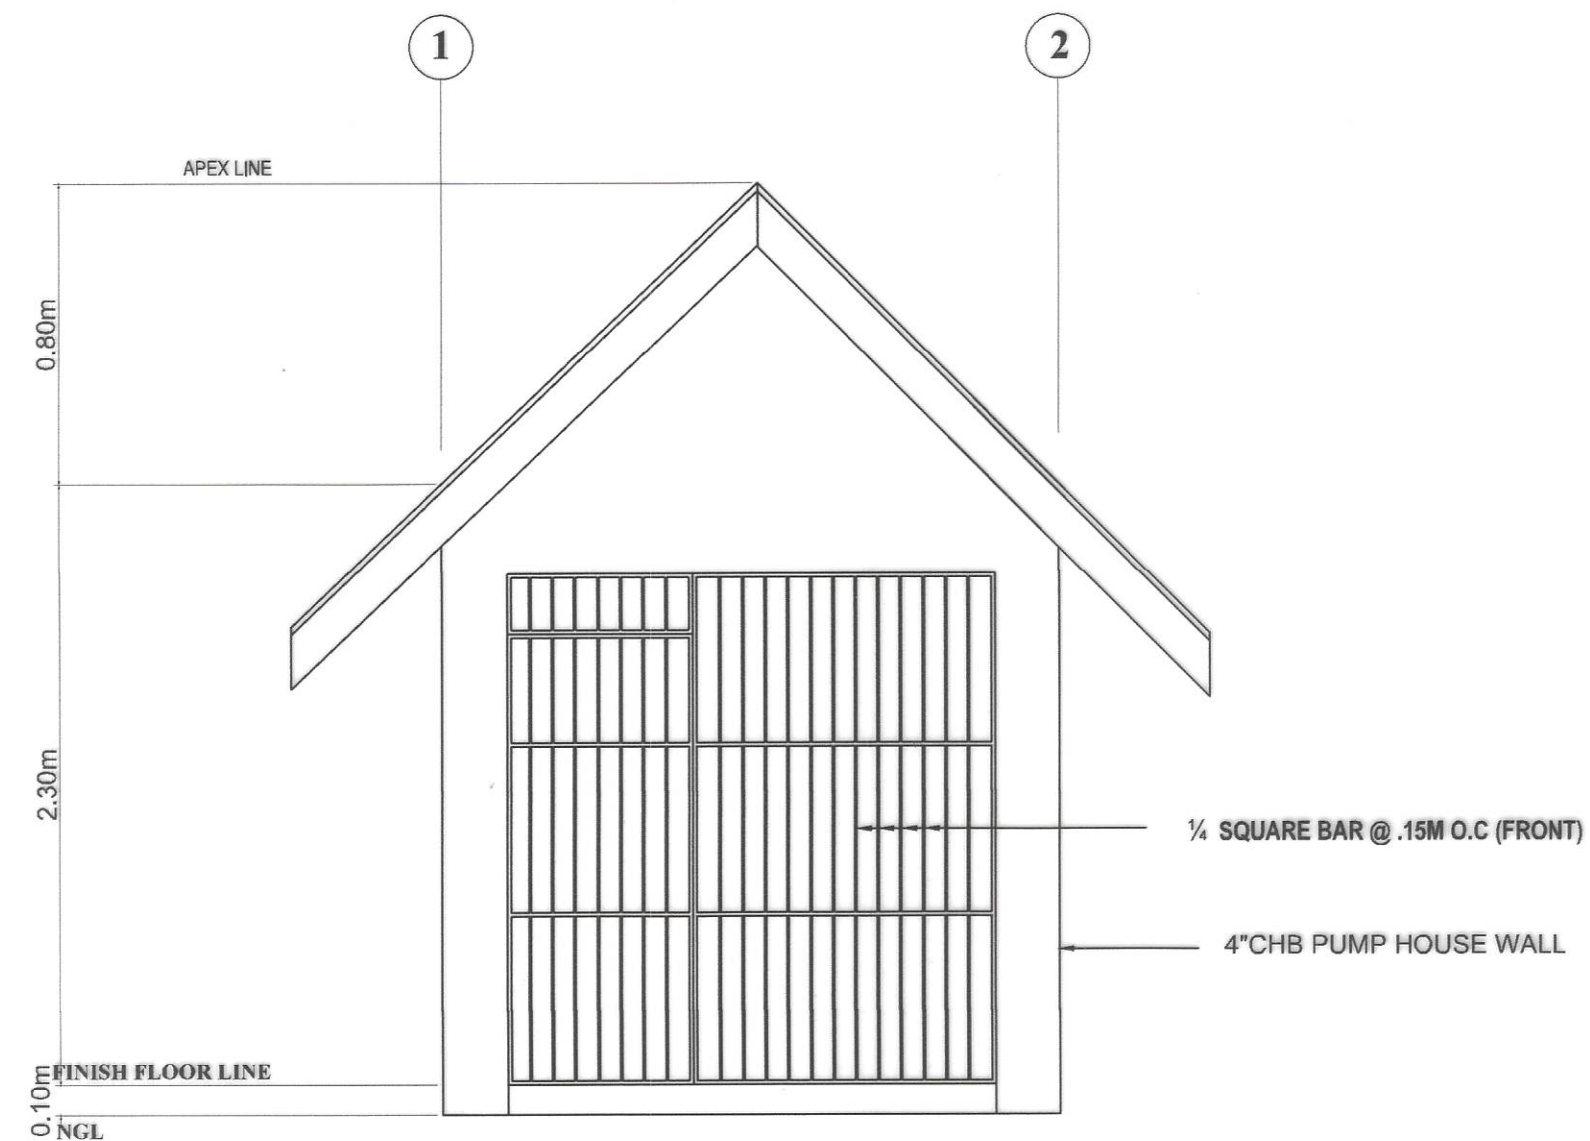 1
2
APEX LINE
0.80m
2.30m
¼ SQUARE BAR @ .15M O.C (FRONT)
4"CHB PUMP HOUSE WALL
0.10m
FINISH FLOOR LINE
NGL